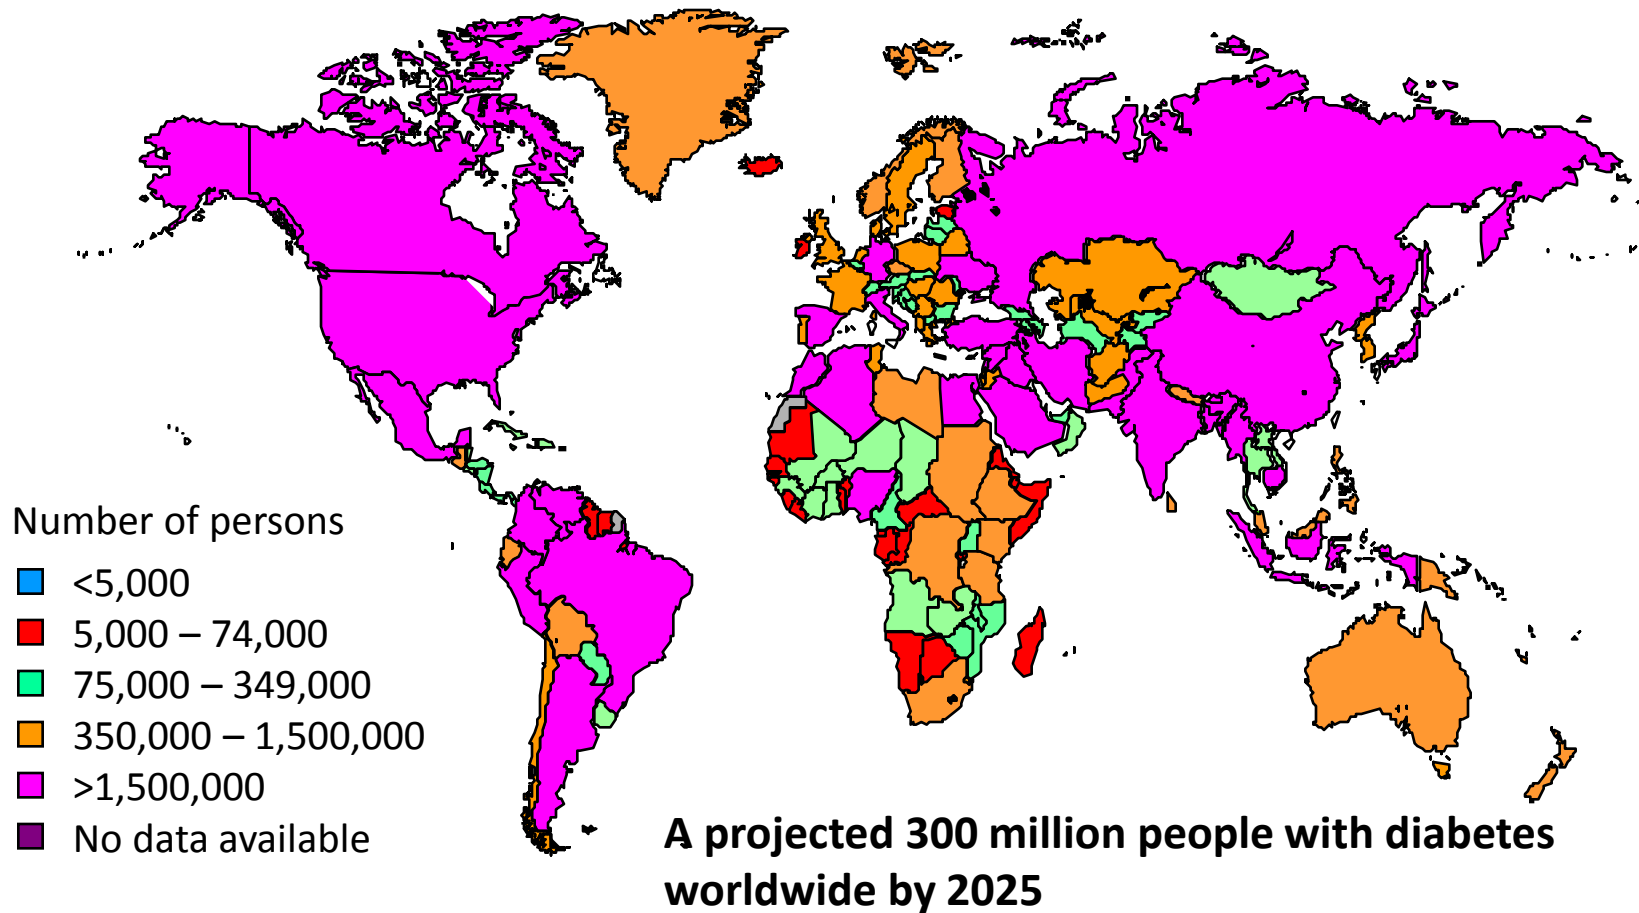 Number of persons
<5,000
5,000 – 74,000
75,000 – 349,000
350,000 – 1,500,000
>1,500,000
No data available
A projected 300 million people with diabetes
worldwide by 2025